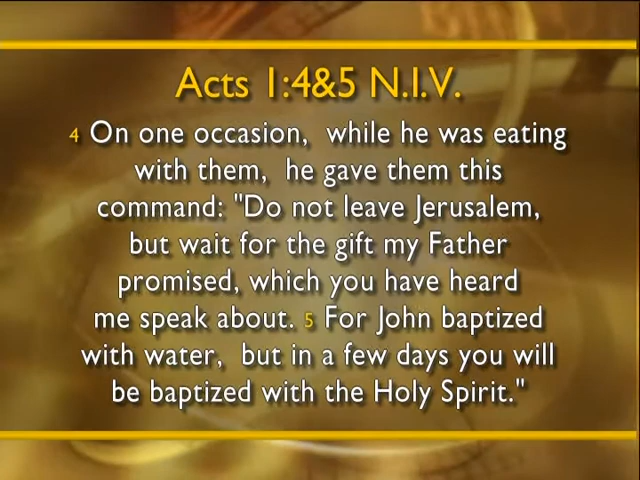 Acts 1:4&5 N.I.V.
4 On one occasion, while he was eating
with them, he gave them this
command: "Do not leave Jerusalem,
but wait for the gift my Father
promised, which you have heard
me speak about. 5 For John baptized
with water, but in a few days you will
be baptized with the Holy Spirit."